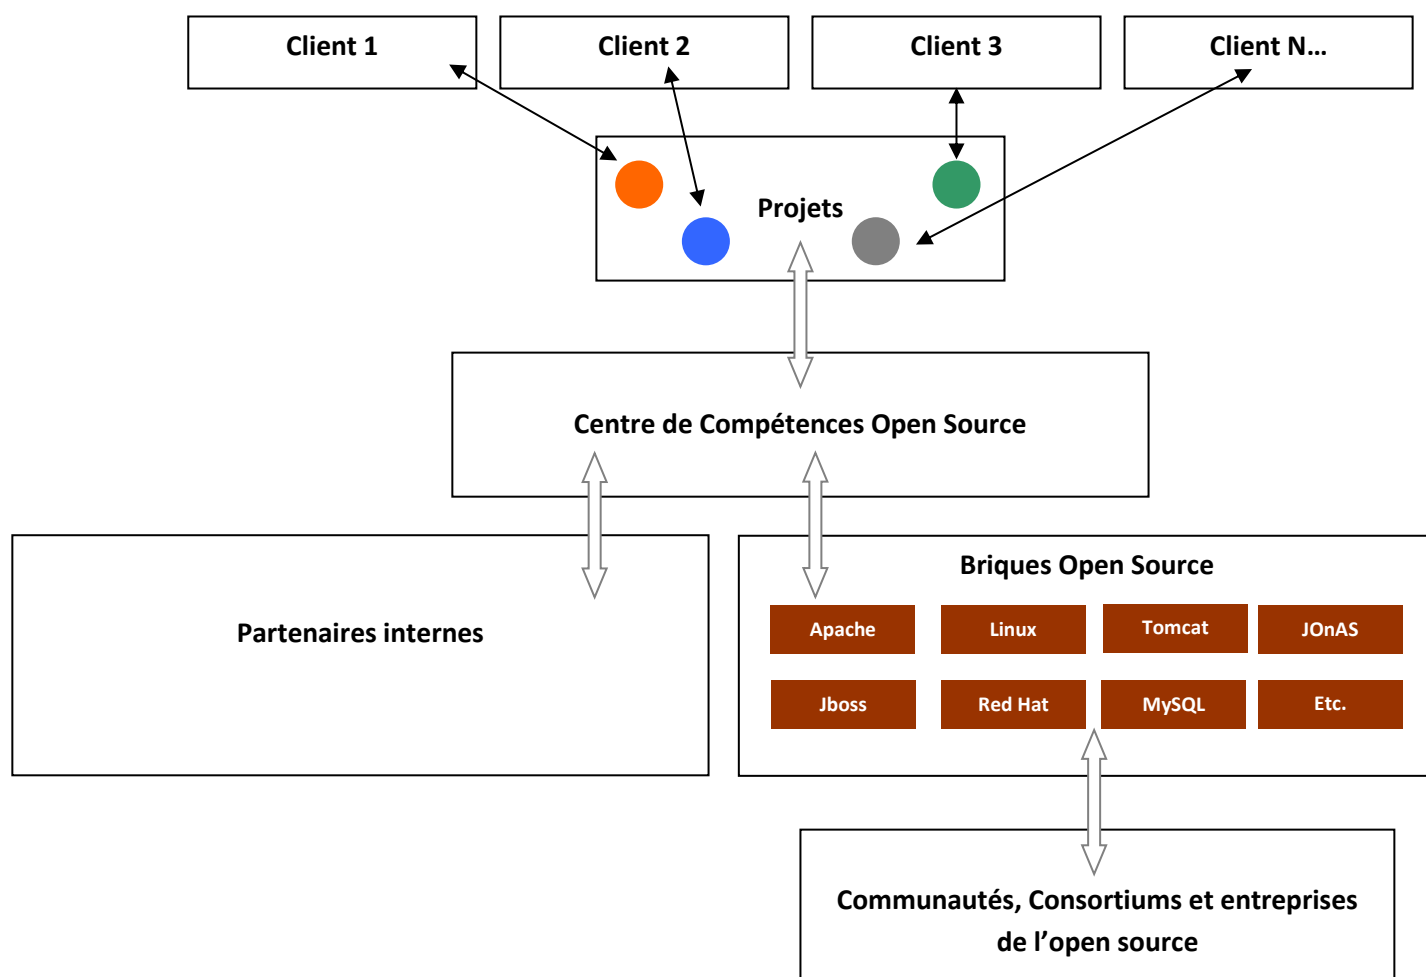 Client 1
Client 2
Client 3
Client N...
Projets
Centre de Compétences Open Source
Partenaires internes
Briques Open Source
Apache
Linux
Tomcat
JOnAS
Jboss
Red Hat
MySQL
Etc.
Communautés, Consortiums et entreprises
de l’open source